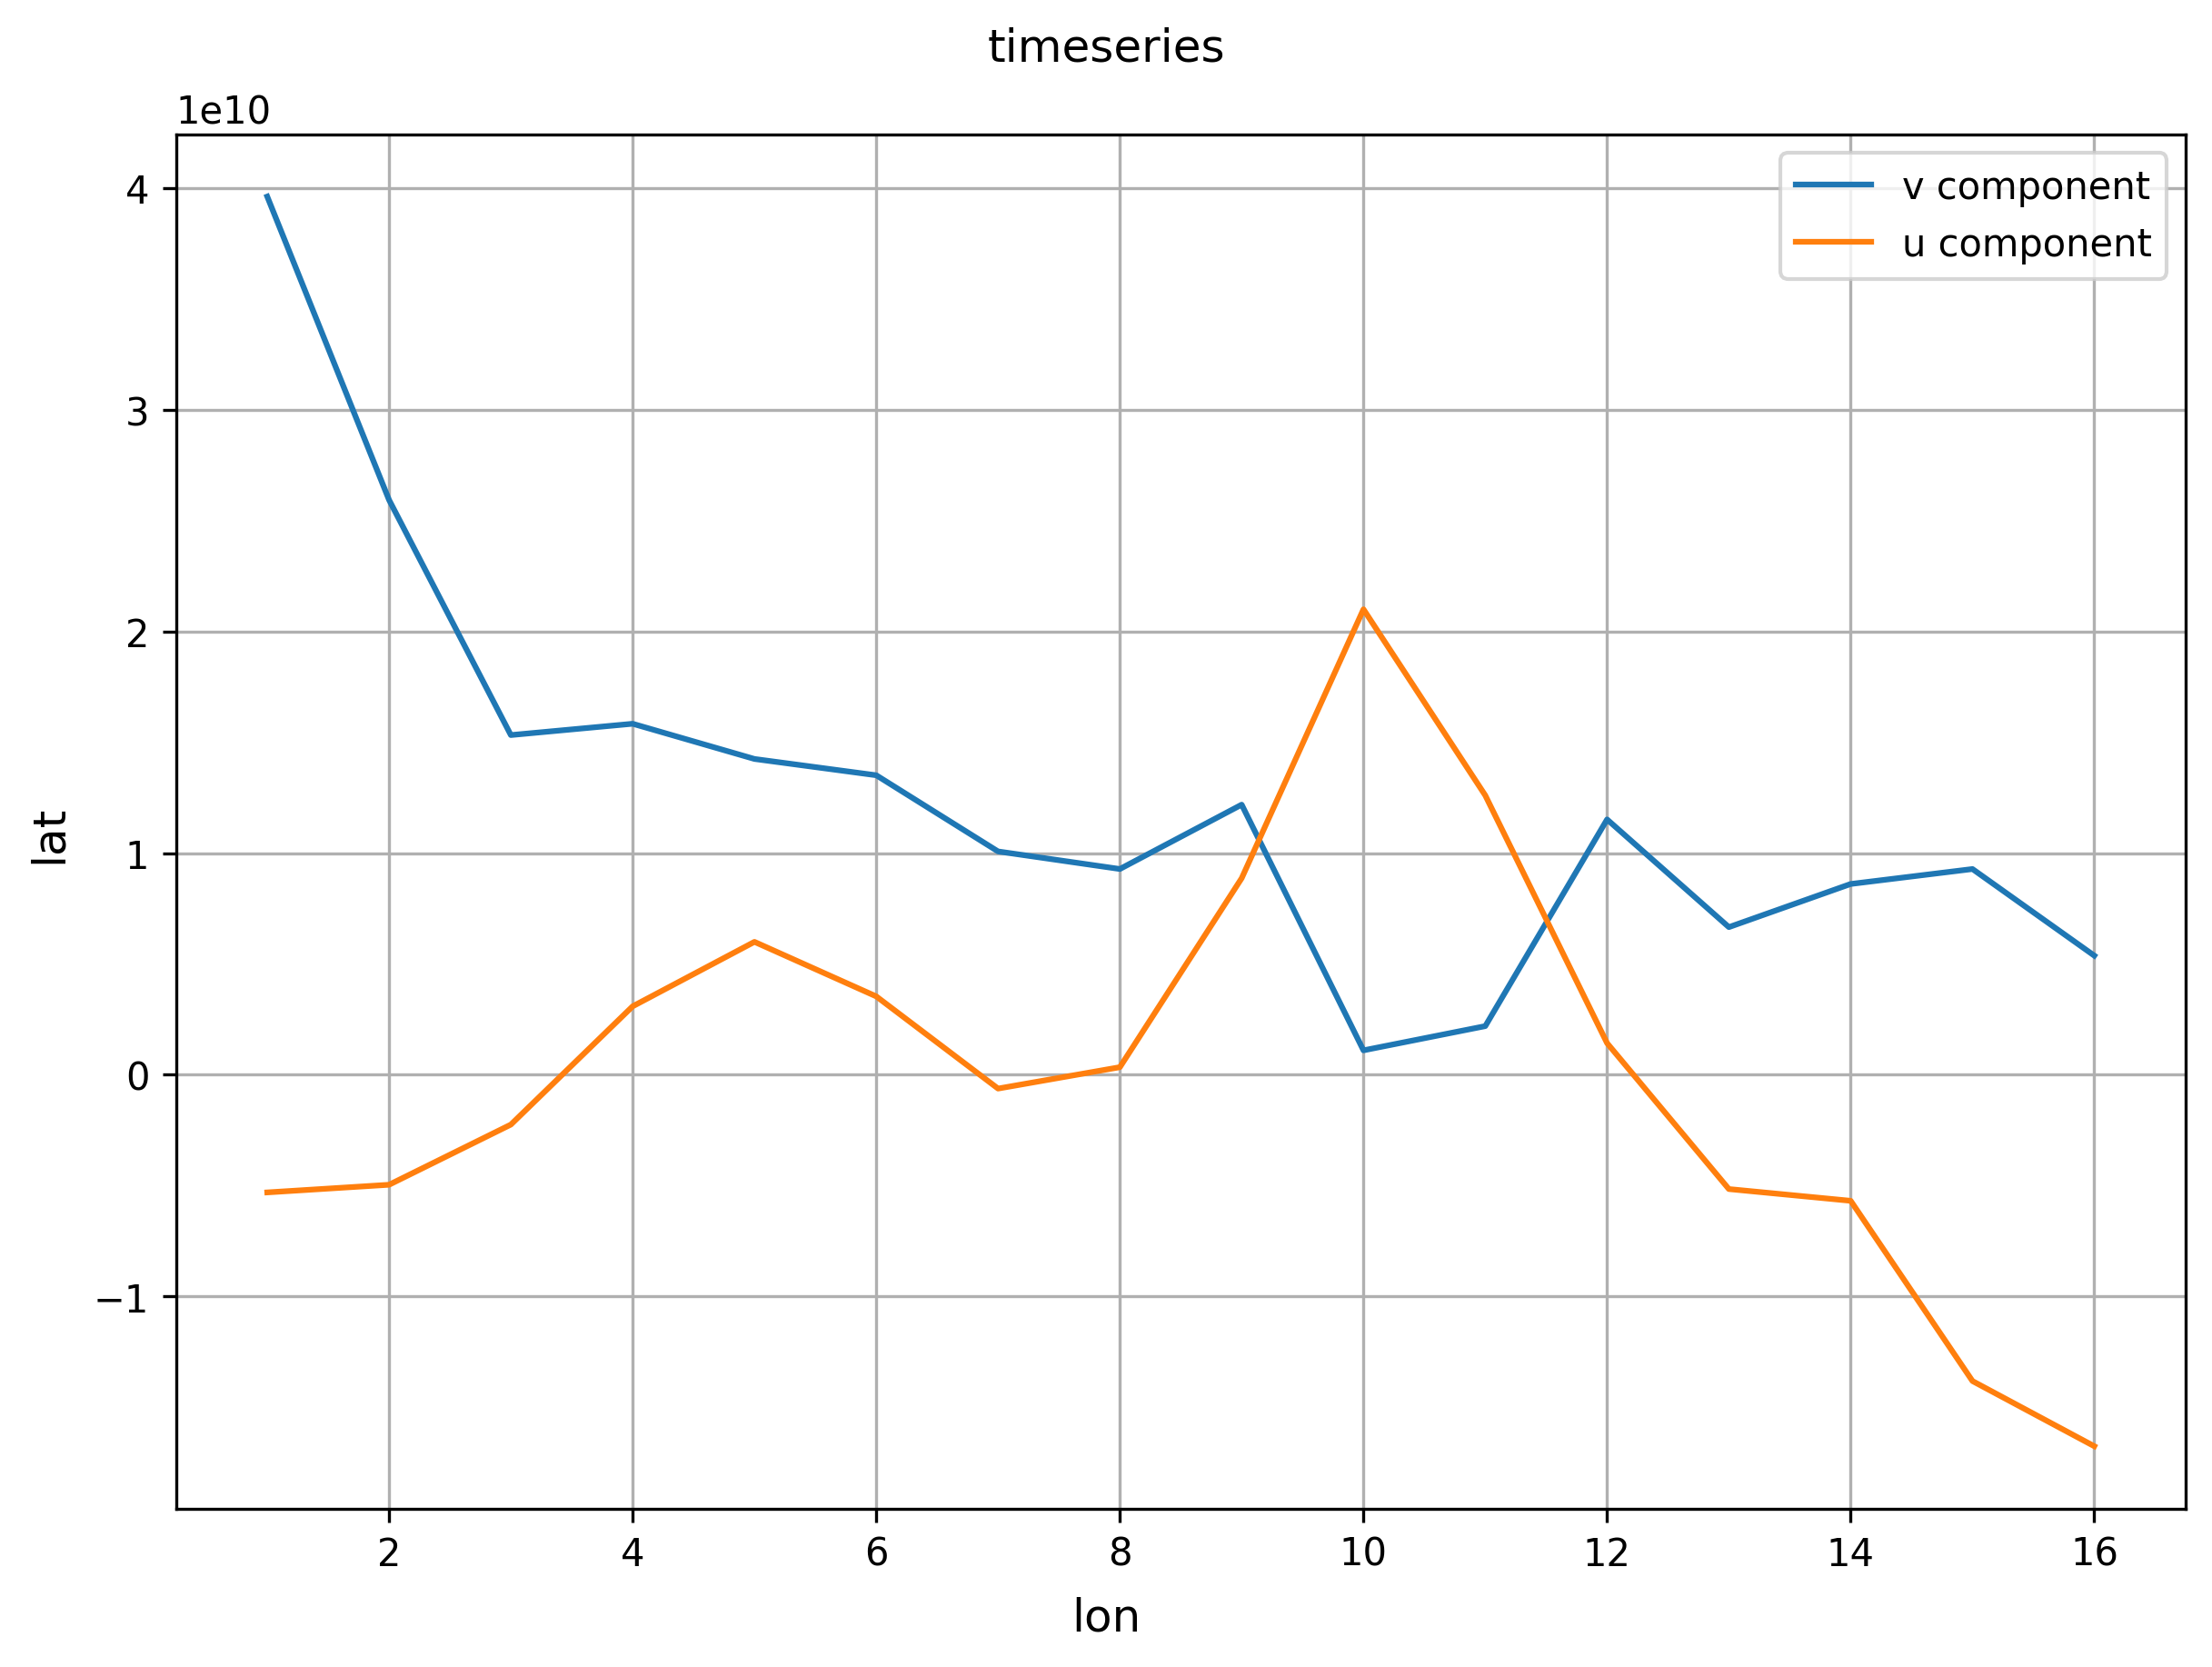 timeseries
1e10
v component
u component
4
3
2
1
0
−1
lat
2 4 6 8 10 12 14 16
lon